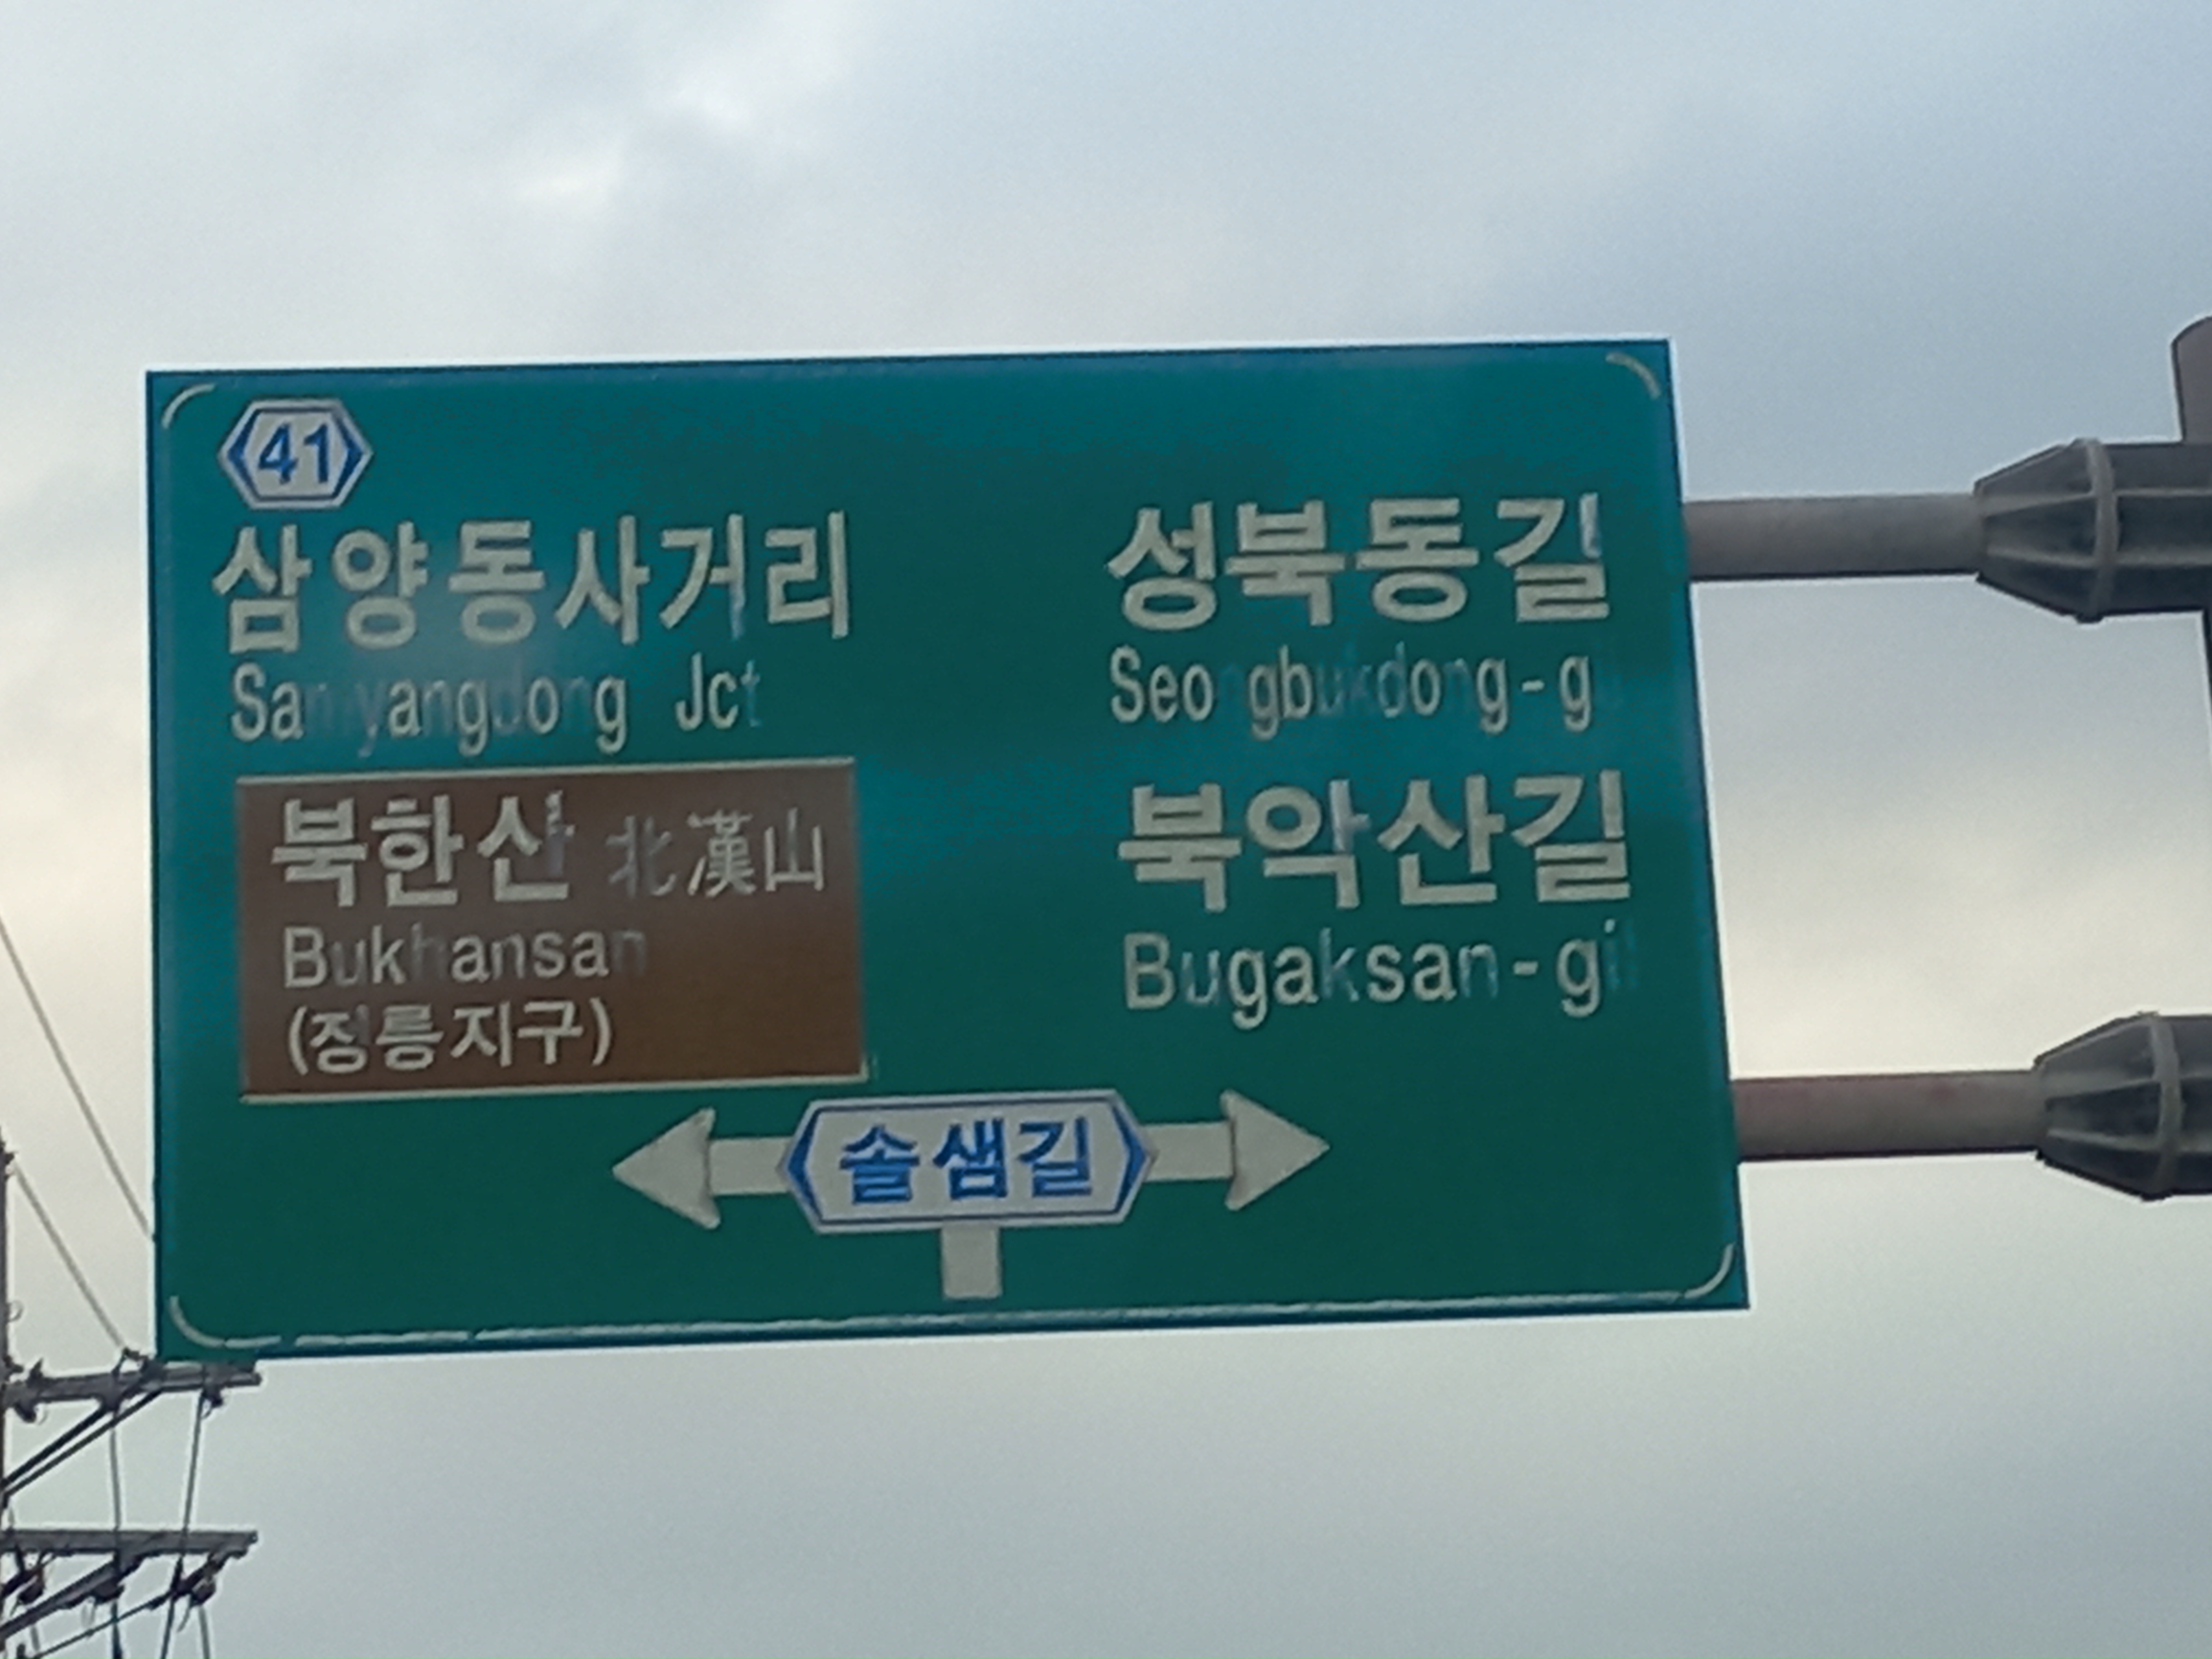 41
삼양동사거리
Samyangdong Jct
북한산 北漢山
Bukhansan
(정릉지구)
성북동길
Seongbukdong-gil
북악산길
Bugaksan-gil
솔샘길